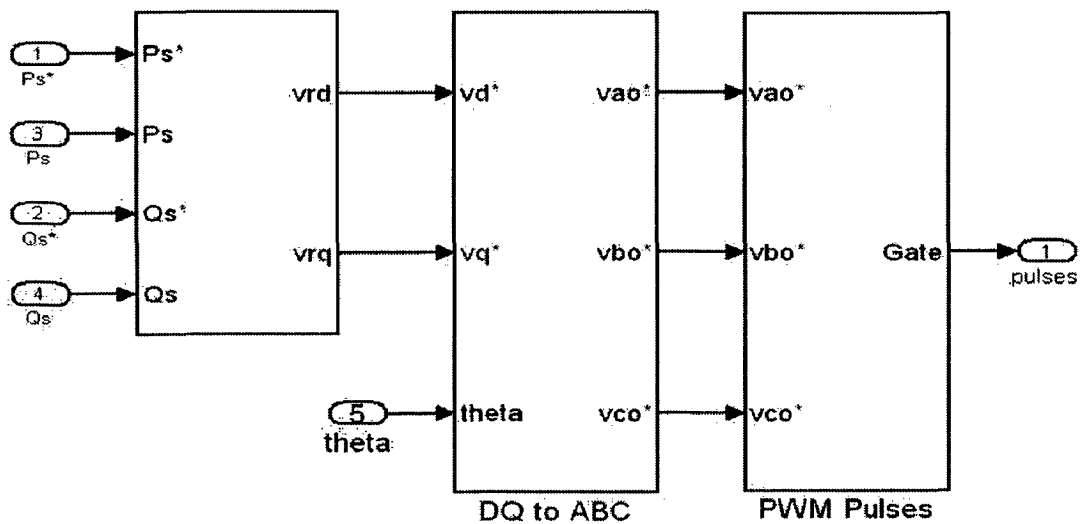 1
Ps*
3
Ps
2
Qs*
4
Qs
Ps*
Ps
Qs*
Qs
vrd
vrq
5
theta
vd*
vq*
theta
vao*
vbo*
vco*
DQ to ABC
vao*
vbo*
vco*
Gate
PWM Pulses
1
pulses